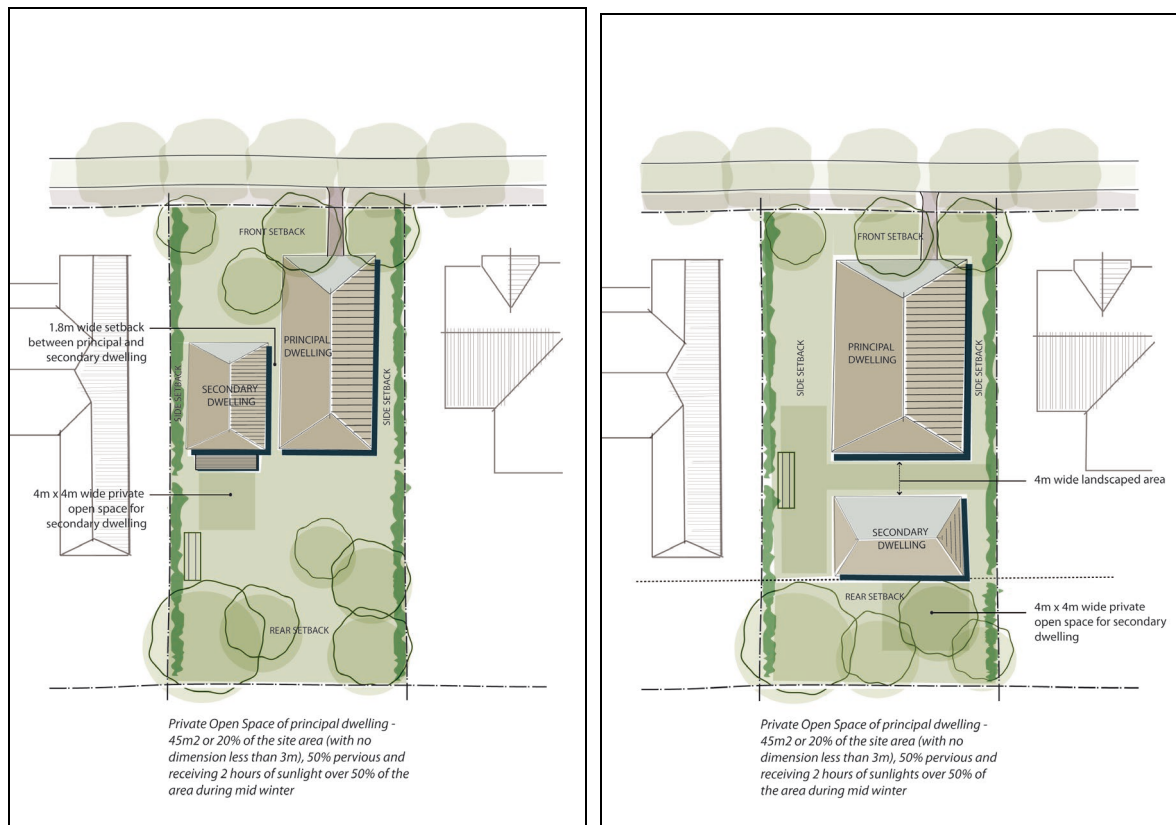 FRONT SETBACK
1.8m wide setback
between principal and
secondary dwelling
PRINCIPAL
DWELLING
SECONDARY
DWELLING
SIDE SETBACK
SIDE SETBACK
4m x 4m wide private
open space for
secondary dwelling
REAR SETBACK
Private Open Space of principal dwelling -
45m2 or 20% of the site area (with no
dimension less than 3m), 50% pervious and
receiving 2 hours of sunlight over 50% of the
area during mid winter
FRONT SETBACK
PRINCIPAL
DWELLING
SIDE SETBACK
SIDE SETBACK
4m wide landscaped area
SECONDARY
DWELLING
REAR SETBACK
4m x 4m wide private
open space for secondary
dwelling
Private Open Space of principal dwelling -
45m2 or 20% of the site area (with no
dimension less than 3m), 50% pervious and
receiving 2 hours of sunlights over 50% of
the area during mid winter